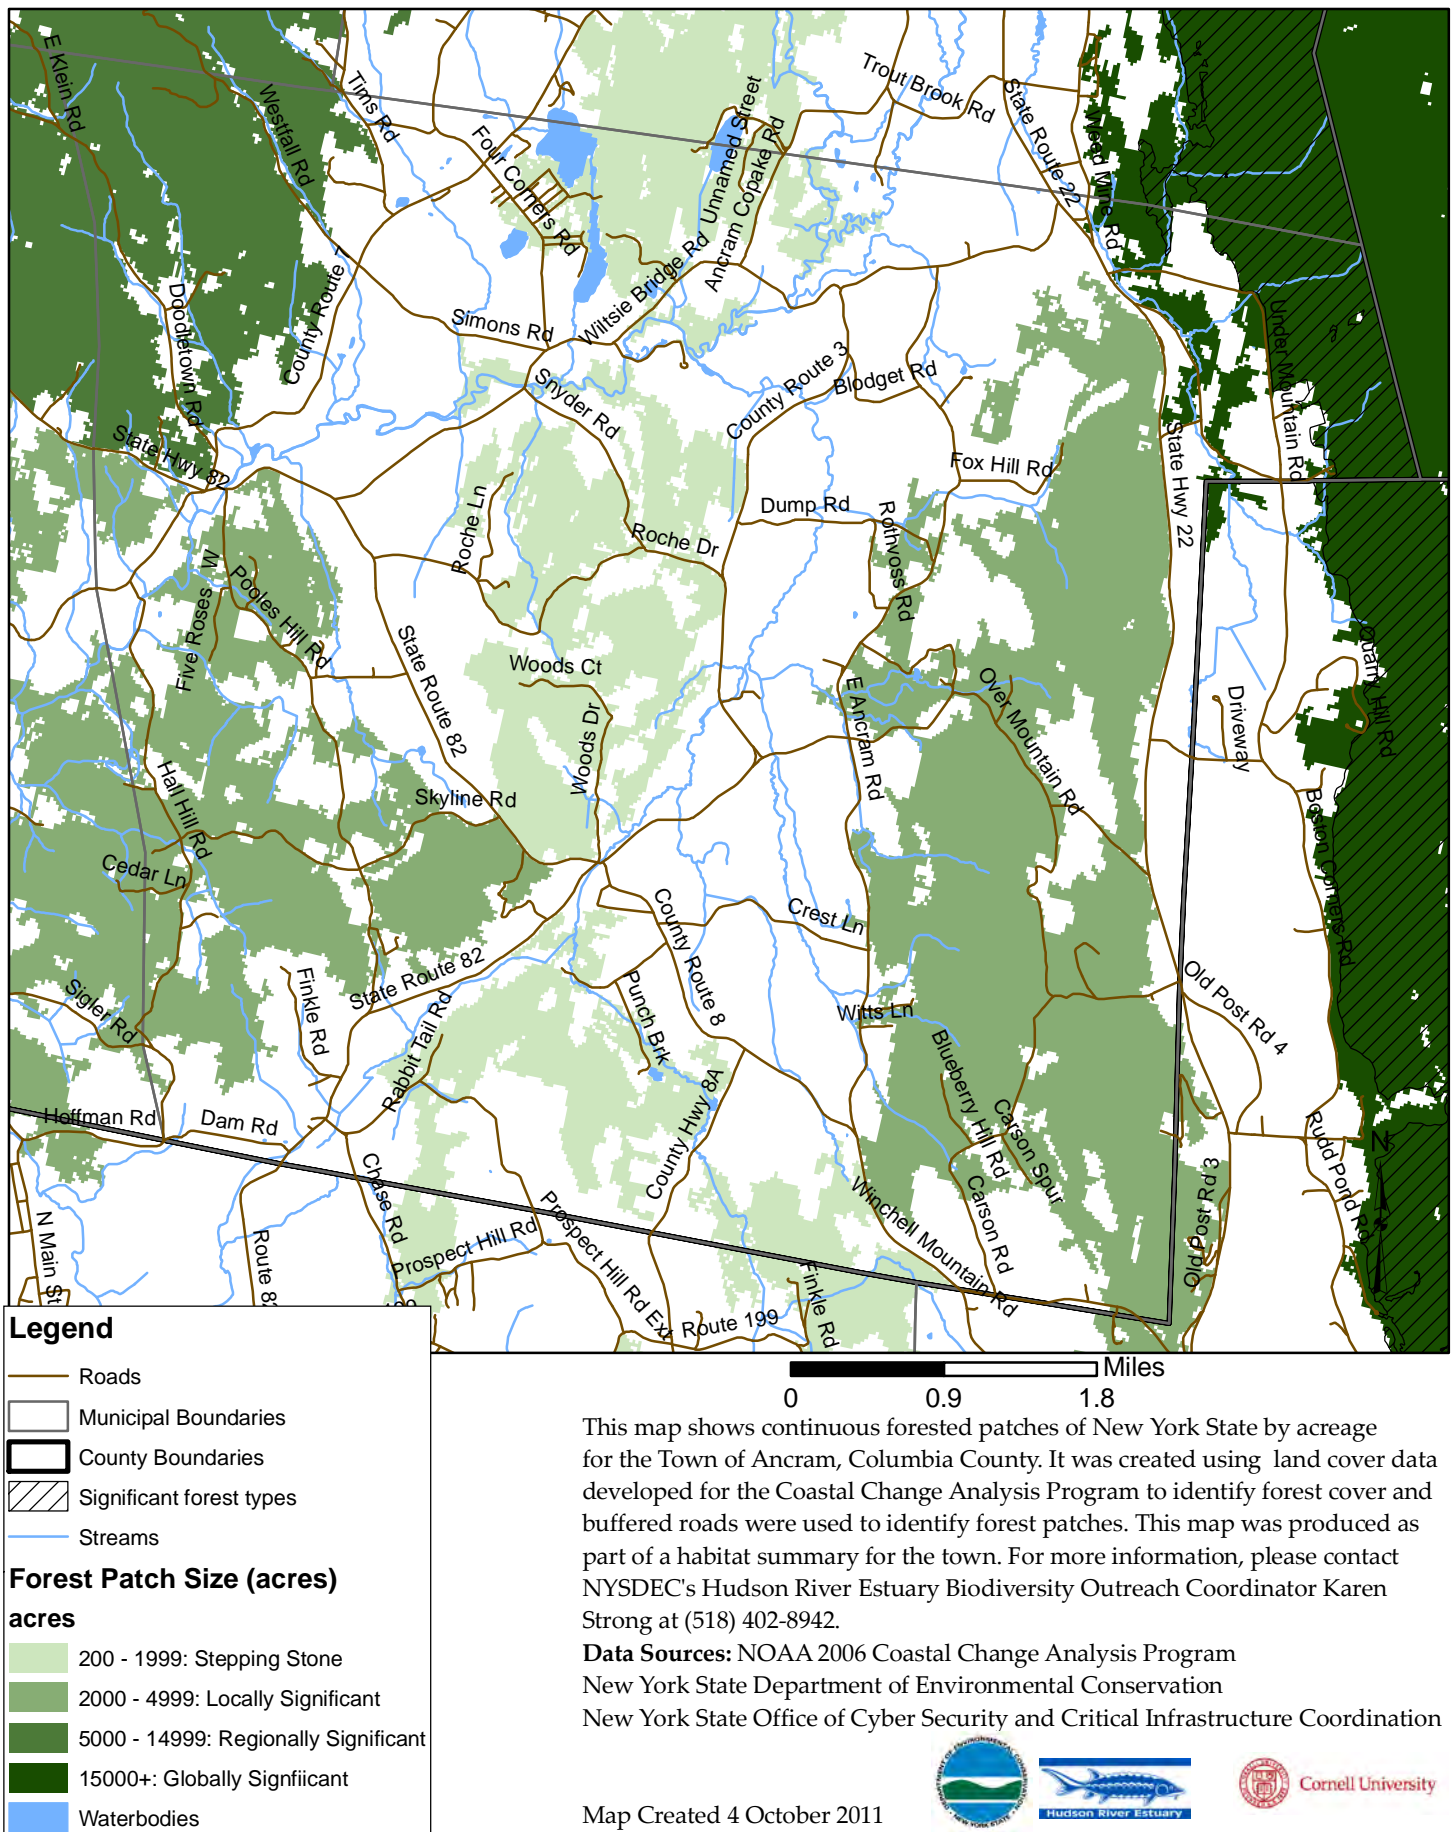 E Klein Rd
Westfall Rd
Tims Rd
Four Corners Rd
Unnamed Street
Ancram Copake Rd
Trout Brook Rd
State Route 22
Weed Mine Rd
Doodletown Rd
County Route 7
Simons Rd
Wiltsie Bridge Rd
Under Mountain Rd
Snyder Rd
County Route 3
Blodget Rd
State Hwy 82
State Hwy 22
Fox Hill Rd
Roche Ln
Dump Rd
Rothvoss Rd
Roche Dr
Five Roses W
Pooles Hill Rd
State Route 82
Woods Ct
Woods Dr
E Ancram Rd
Over Mountain Rd
Driveway
Quarry Hill Rd
Hall Hill Rd
Skyline Rd
Boston Corners Rd
Cedar Ln
County Route 8
Crest Ln
Sigler Rd
Finkle Rd
State Route 82
Rabbit Tail Rd
Punch Brk
Witts Ln
Old Post Rd 4
Blueberry Hill Rd
Carson Spur
County Hwy 8A
Hoffman Rd
Dam Rd
Rudd Pond Rd
N
Chase Rd
Winchell Mountain Rd
Carson Rd
Old Post Rd 3
N Main St
Route 82
Prospect Hill Rd
Prospect Hill Rd Ext
Route 199
Finkle Rd
Legend
Roads
Municipal Boundaries
County Boundaries
Significant forest types
Streams
Forest Patch Size (acres)
acres
200 - 1999: Stepping Stone
2000 - 4999: Locally Significant
5000 - 14999: Regionally Significant
15000+: Globally Signfiicant
Waterbodies
Miles
0 0.9 1.8
This map shows continuous forested patches of New York State by acreage
for the Town of Ancram, Columbia County. It was created using land cover data
developed for the Coastal Change Analysis Program to identify forest cover and
buffered roads were used to identify forest patches. This map was produced as
part of a habitat summary for the town. For more information, please contact
NYSDEC's Hudson River Estuary Biodiversity Outreach Coordinator Karen
Strong at (518) 402-8942.
Data Sources: NOAA 2006 Coastal Change Analysis Program
New York State Department of Environmental Conservation
New York State Office of Cyber Security and Critical Infrastructure Coordination
Map Created 4 October 2011
Hudson River Estuary
Cornell University